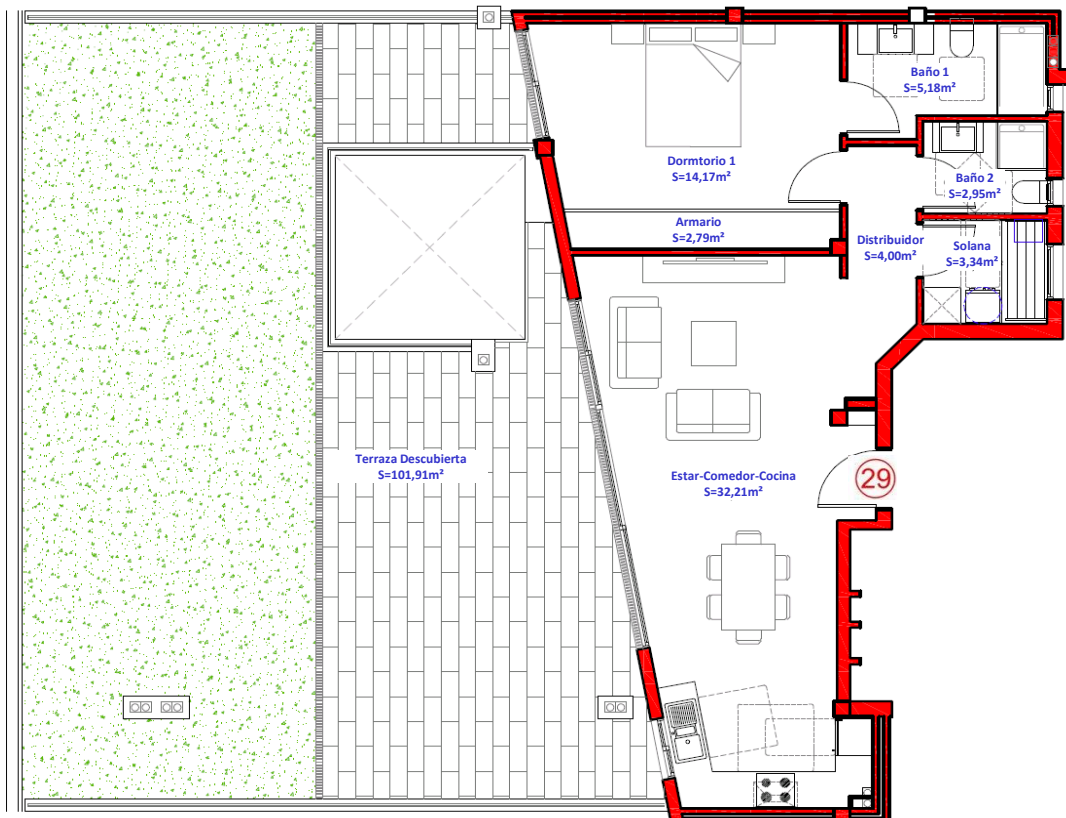 Baño 1
S=5,18m²
Dormtorio 1
S=14,17m²
Baño 2
S=2,95m²
Armario
S=2,79m²
Distribuidor
S=4,00m²
Solana
S=3,34m²
Terraza Descubierta
S=101,91m²
Estar-Comedor-Cocina
S=32,21m²
29